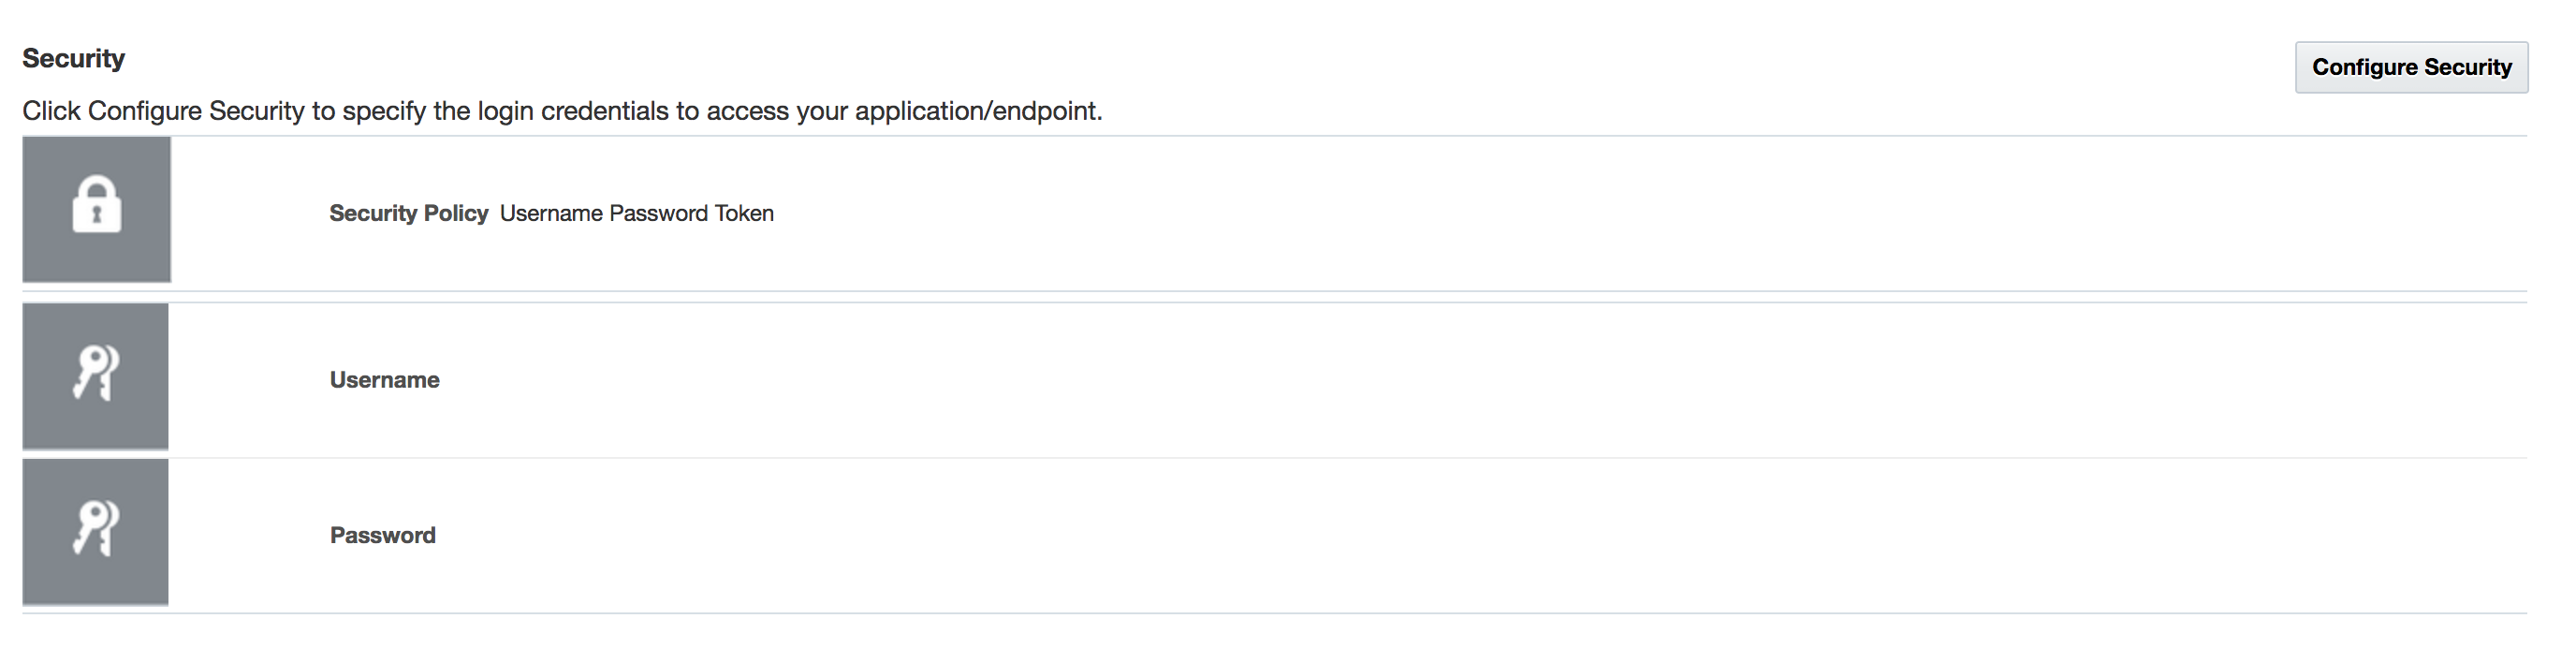 Security
Configure Security
Click Configure Security to specify the login credentials to access your application/endpoint.
Security Policy Username Password Token
Username
Password